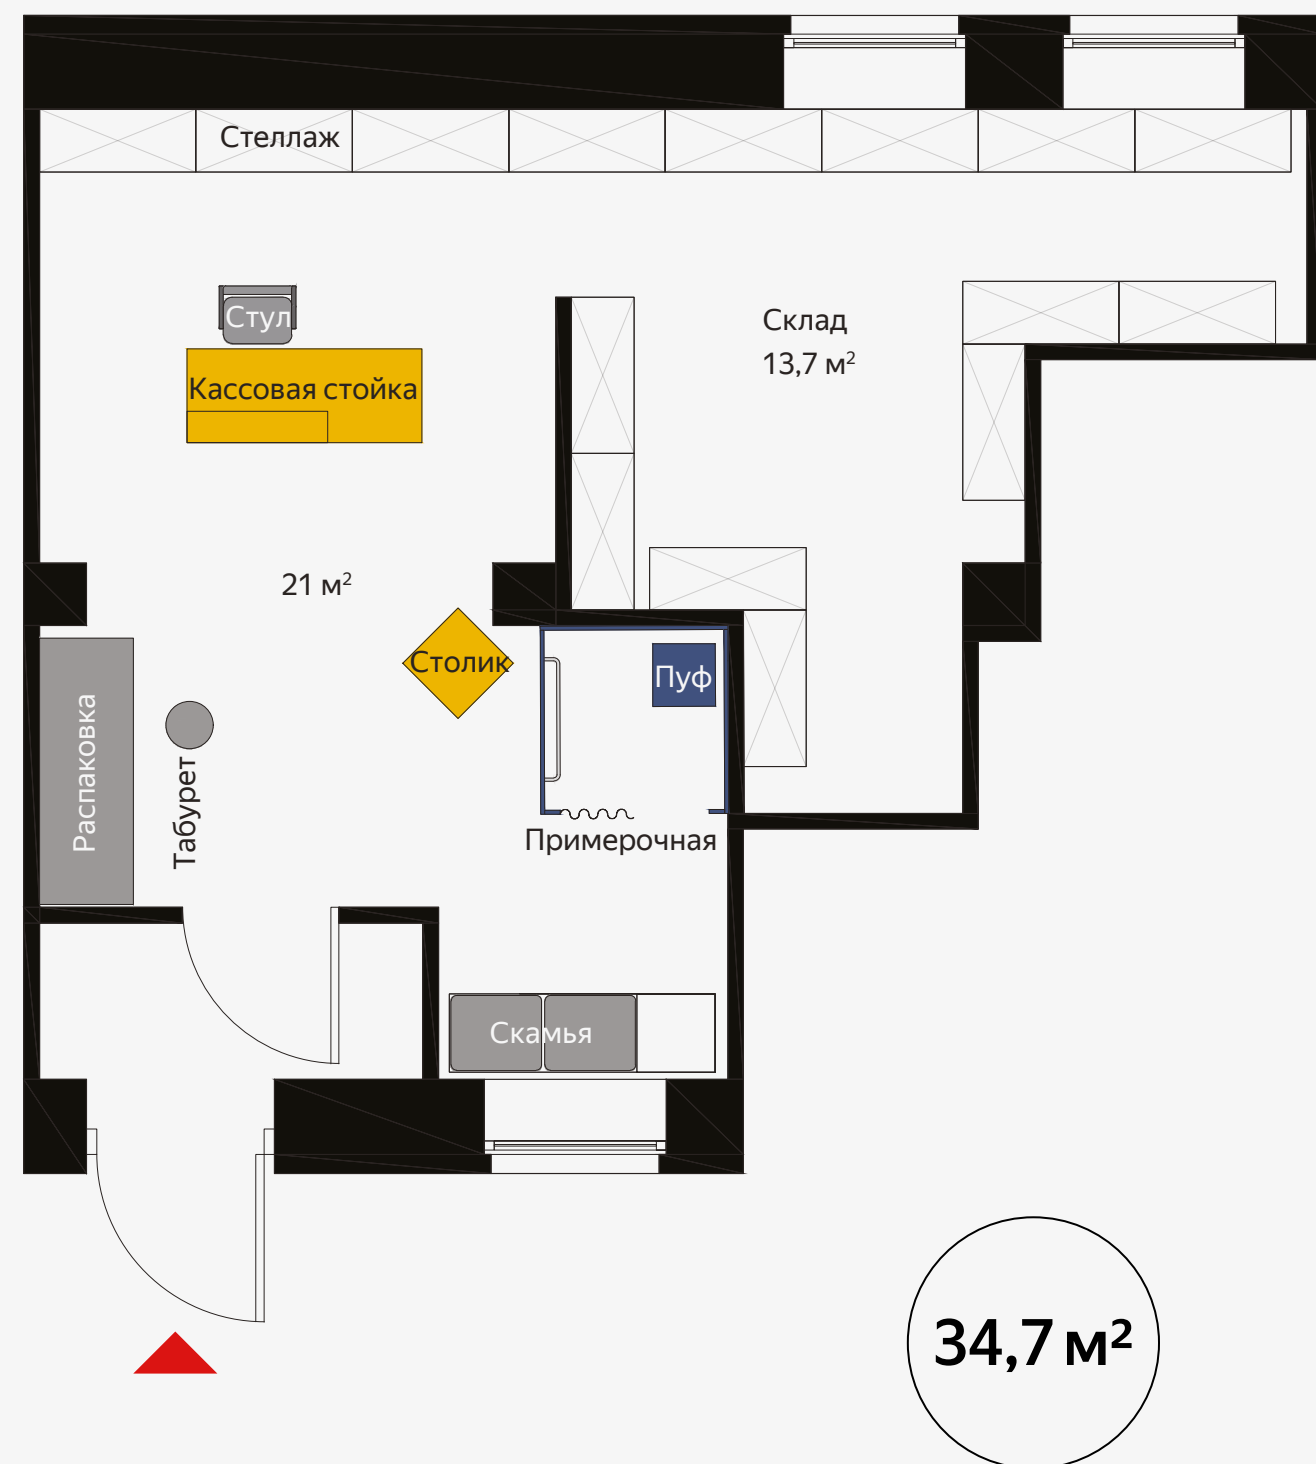 Стеллаж
Стул
Склад
13,7 м²
Кассовая стойка
21 м²
Столик
Пуф
Распаковка
Табурет
Примерочная
Скамья
34,7 м²